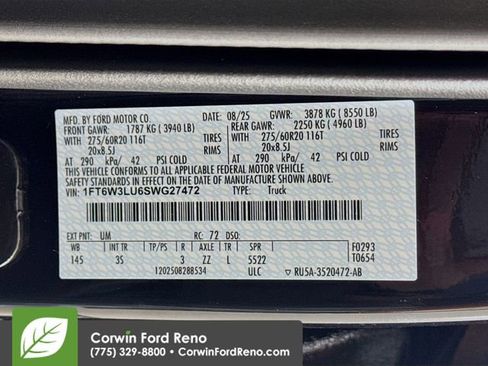 MFD. BY FORD MOTOR CO. 08/25 GVWR: 3878 KG ( 8550 LB)
FRONT GAWR: 1787 KG ( 3940 LB) REAR GAWR: 2250 KG ( 4960 LB)
WITH WITH
275/60R20 116T TIRES 275/60R20 116T TIRES
20x8.5J RIMS 20x8.5J RIMS
AT 290 kPa/ 42 PSI COLD AT 290 kPa/ 42 PSI COLD
THIS VEHICLE CONFORMS TO ALL APPLICABLE FEDERAL MOTOR VEHICLE
SAFETY AND THEFT PREVENTION STANDARDS IN EFFECT ON THE DATE OF MANUFACTURE SHOWN ABOVE.
VIN: 1FT6W3LU6SWG27472 TYPE: Truck
EXT PNT: UM RC: 72 DSO: F0293
WB INT TR TP/PS R AXLE TR SPR T0654
145 3S 3 ZZ L 5522
1202508288534 ULC RU5A-3520472-AB
Corwin Ford Reno
(775) 329-8800 • CorwinFordReno.com